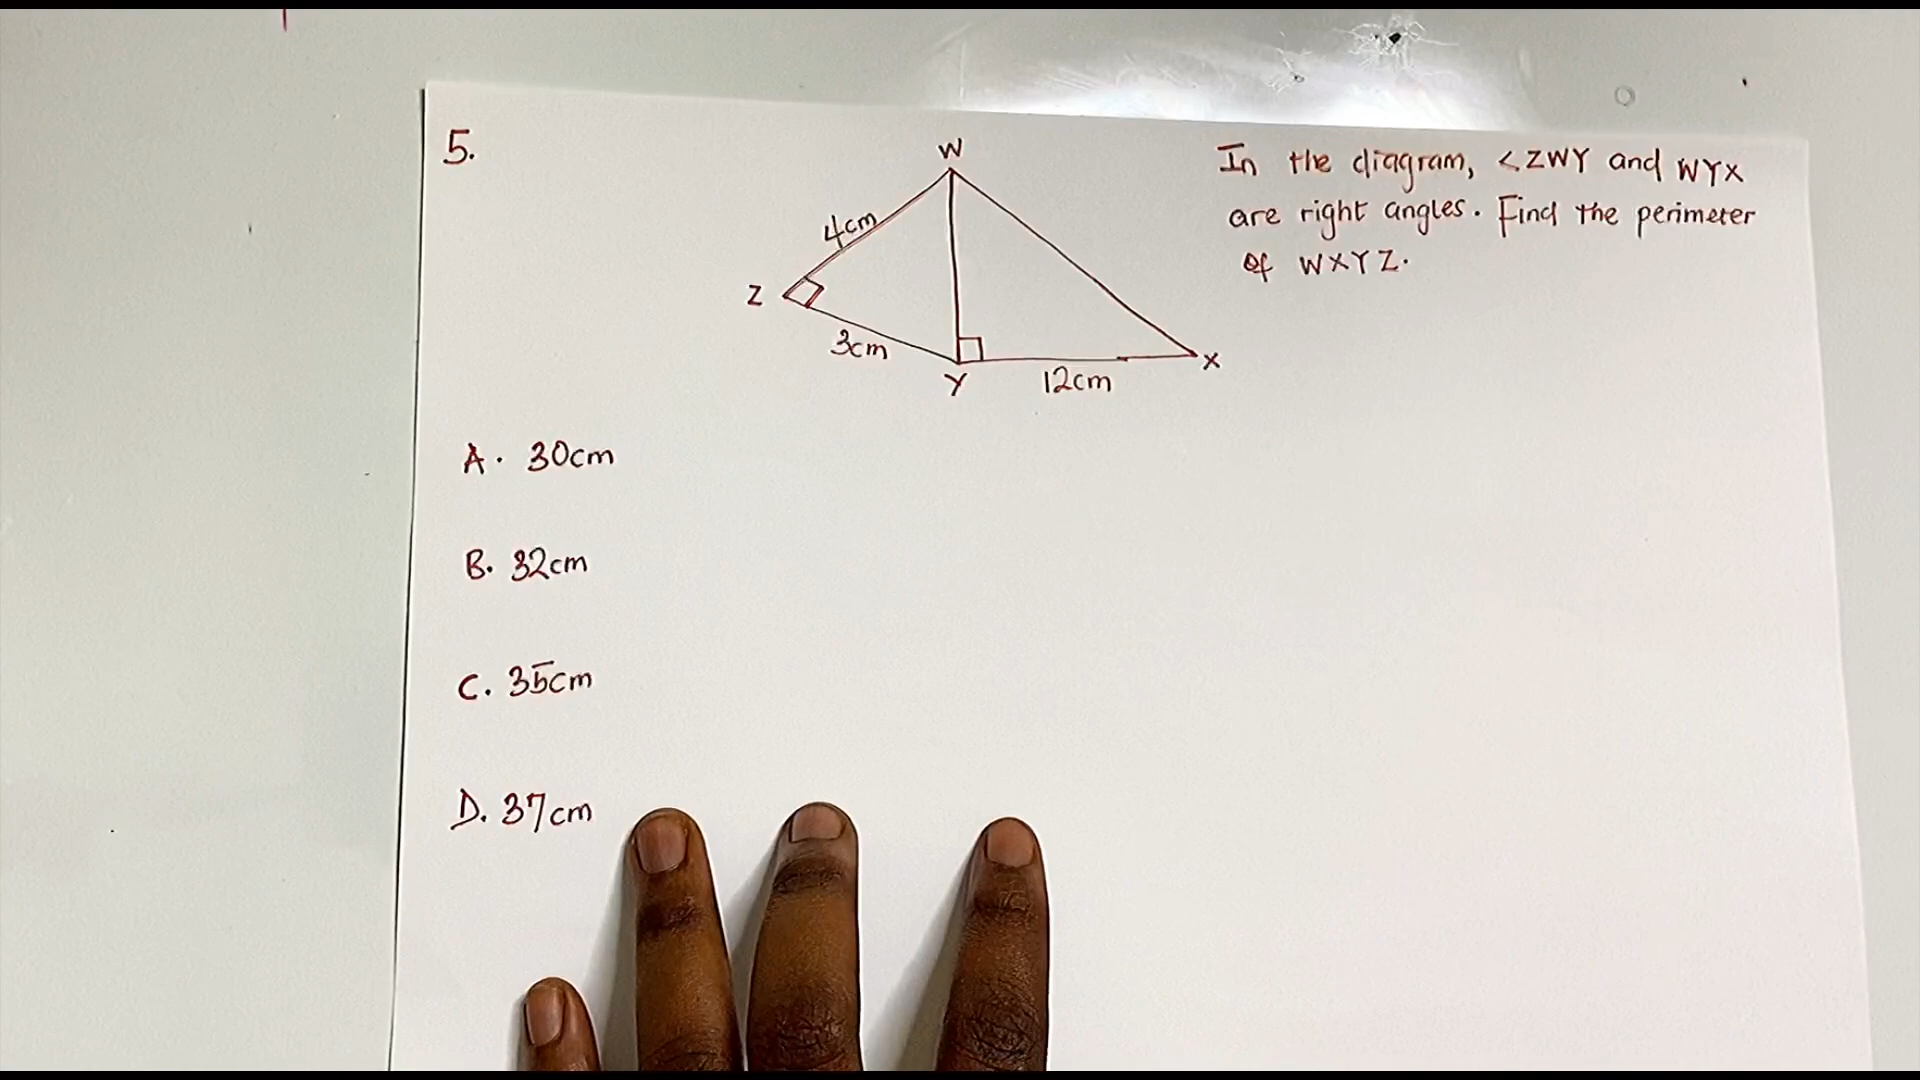 5.
W
In the diagram, <ZWY and WYX
are right angles. Find the perimeter
of WXYZ.
4cm
Z
3cm
Y
12cm
X
A. 30cm
B. 32cm
C. 35cm
D. 37cm